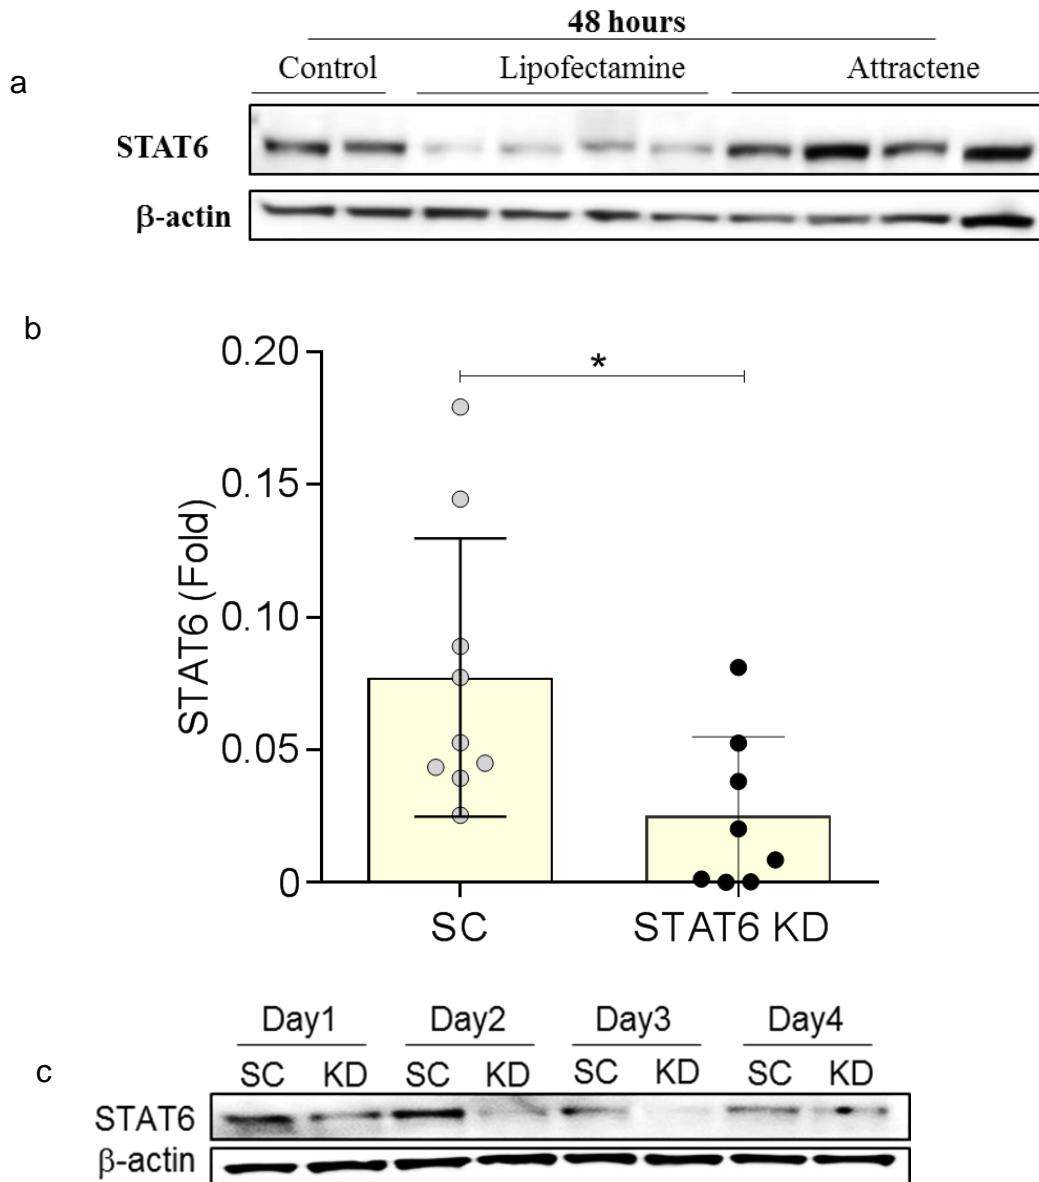 48 hours
a
Control Lipofectamine Attractene
STAT6
β-actin
b
*
0.20
0.15
0.10
0.05
0
STAT6 (Fold)
SC STAT6 KD
Day1 Day2 Day3 Day4
c
SC KD SC KD SC KD SC KD
STAT6
β-actin